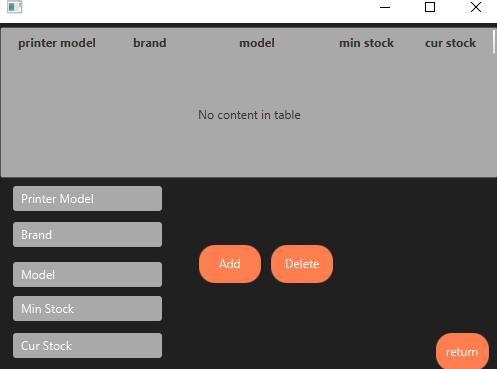 printer model brand model min stock cur stock
No content in table
Printer Model
Brand
Model
Min Stock
Cur Stock
Add Delete
return